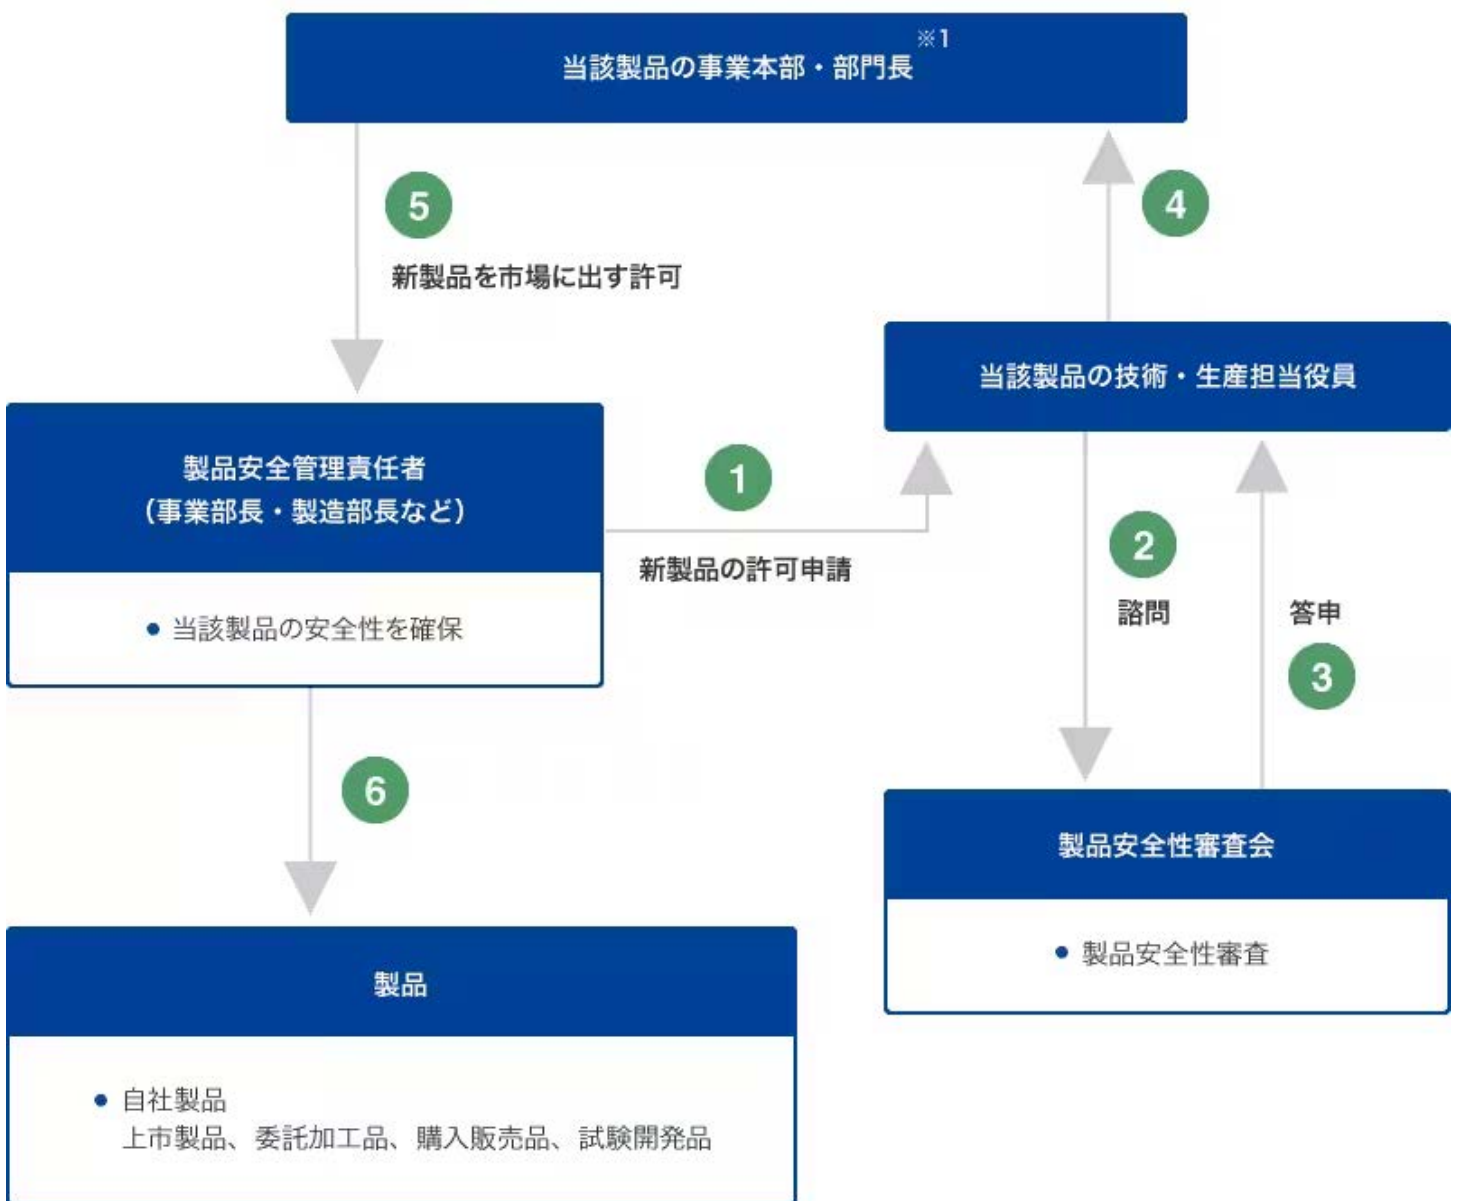 当該製品の事業本部・部門長※1
5
新製品を市場に出す許可
4
当該製品の技術・生産担当役員
製品安全管理責任者
（事業部長・製造部長など）
・当該製品の安全性を確保
1
新製品の許可申請
2
諮問
答申
3
6
製品安全性審査会
・製品安全性審査
製品
・自社製品
上市製品、委託加工品、購入販売品、試験開発品